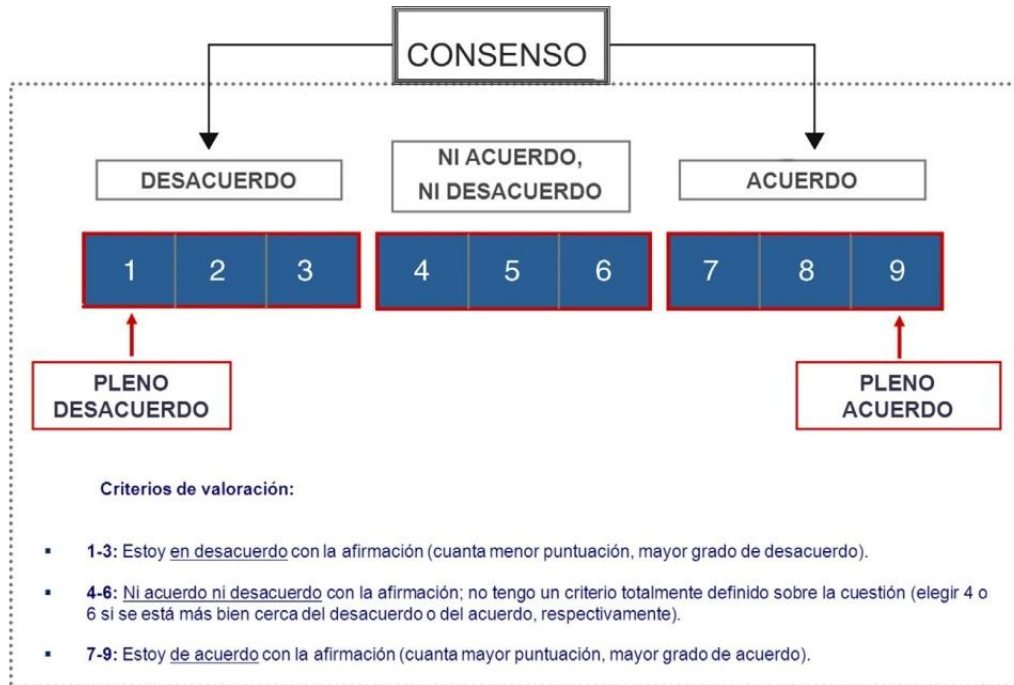 CONSENSO
DESACUERDO
NI ACUERDO,
NI DESACUERDO
ACUERDO
1 2 3 4 5 6 7 8 9
PLENO
DESACUERDO
PLENO
ACUERDO
Criterios de valoración:
▪ 1-3: Estoy en desacuerdo con la afirmación (cuanta menor puntuación, mayor grado de desacuerdo).
▪ 4-6: Ni acuerdo ni desacuerdo con la afirmación; no tengo un criterio totalmente definido sobre la cuestión (elegir 4 o
6 si se está más bien cerca del desacuerdo o del acuerdo, respectivamente).
▪ 7-9: Estoy de acuerdo con la afirmación (cuanta mayor puntuación, mayor grado de acuerdo).